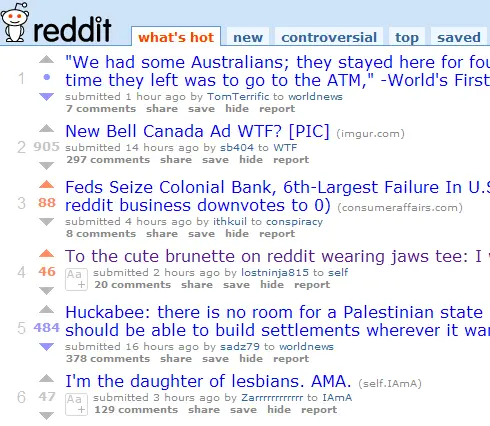 reddit what's hot new controversial top saved
"We had some Australians; they stayed here for fou
1 • time they left was to go to the ATM," -World's First
submitted 1 hour ago by TomTerrific to worldnews
7 comments share save hide report
New Bell Canada Ad WTF? [PIC] (imgur.com)
2 905 submitted 14 hours ago by sb404 to WTF
297 comments share save hide report
Feds Seize Colonial Bank, 6th-Largest Failure In U.S
3 88 reddit business downvotes to 0) (consumeraffairs.com)
submitted 4 hours ago by ithkuil to conspiracy
8 comments share save hide report
To the cute brunette on reddit wearing jaws tee: I w
4 46 Aa + submitted 2 hours ago by lostninja815 to self
20 comments share save hide report
Huckabee: there is no room for a Palestinian state
5 484 should be able to build settlements wherever it wan
submitted 16 hours ago by sadz79 to worldnews
378 comments share save hide report
I'm the daughter of lesbians. AMA. (self.IAmA)
6 47 Aa + submitted 3 hours ago by Zarrrrrrrrrrrr to IAmA
129 comments share save hide report